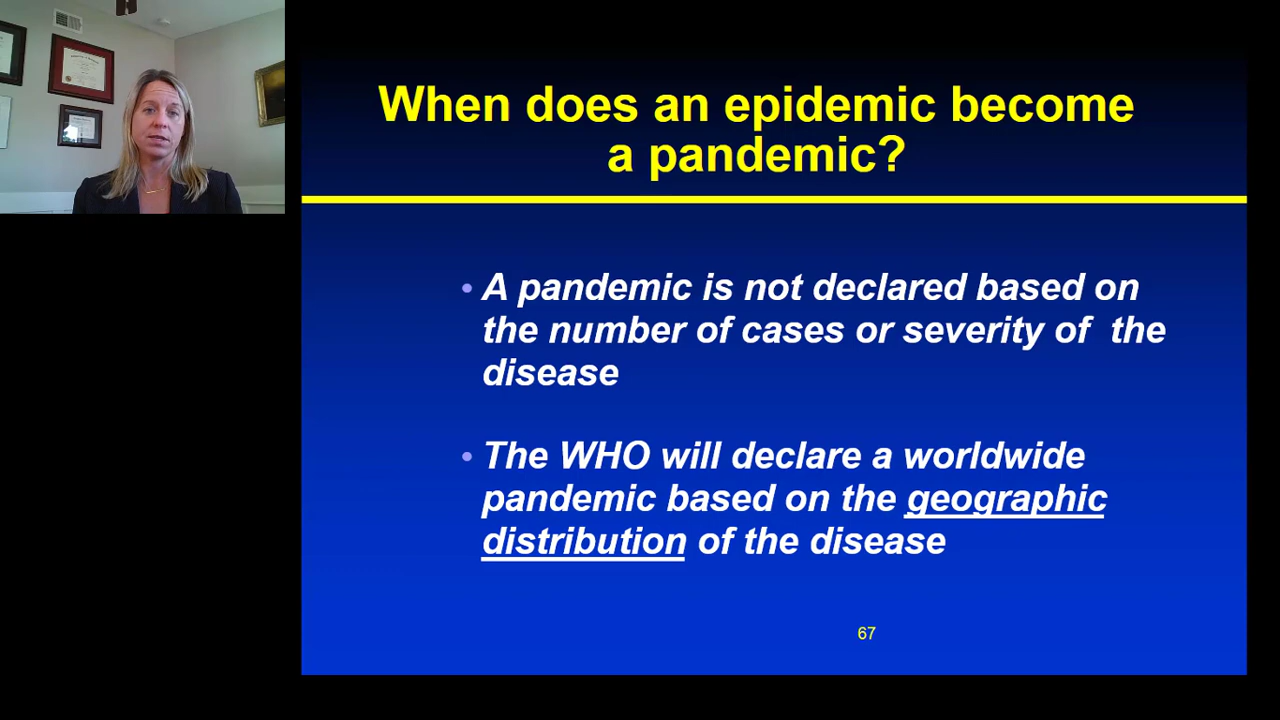 When does an epidemic become
a pandemic?
• A pandemic is not declared based on
the number of cases or severity of the
disease
• The WHO will declare a worldwide
pandemic based on the geographic
distribution of the disease
67